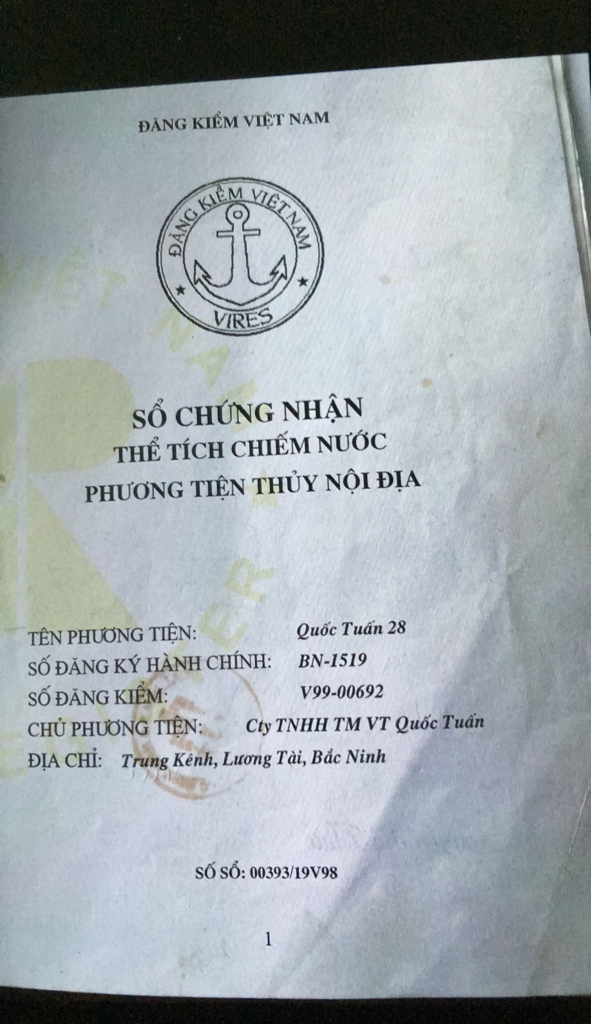 ĐĂNG KIỂM VIỆT NAM
ĐĂNG KIỂM VIỆT NAM
VIRES
SỔ CHỨNG NHẬN
THỂ TÍCH CHIẾM NƯỚC
PHƯƠNG TIỆN THỦY NỘI ĐỊA
TÊN PHƯƠNG TIỆN: Quốc Tuấn 28
SỐ ĐĂNG KÝ HÀNH CHÍNH: BN-1519
SỐ ĐĂNG KIỂM: V99-00692
CHỦ PHƯƠNG TIỆN: Cty TNHH TM VT Quốc Tuấn
ĐỊA CHỈ: Trung Kênh, Lương Tài, Bắc Ninh
SỐ SỔ: 00393/19V98
1